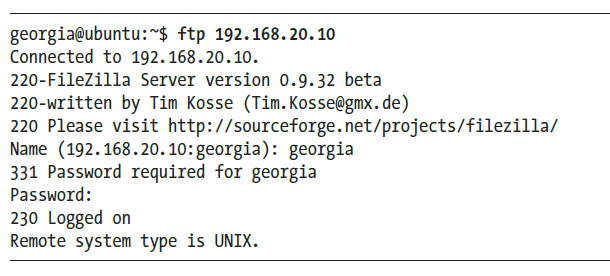 georgia@ubuntu:~$ ftp 192.168.20.10
Connected to 192.168.20.10.
220-FileZilla Server version 0.9.32 beta
220-written by Tim Kosse (Tim.Kosse@gmx.de)
220 Please visit http://sourceforge.net/projects/filezilla/
Name (192.168.20.10:georgia): georgia
331 Password required for georgia
Password:
230 Logged on
Remote system type is UNIX.